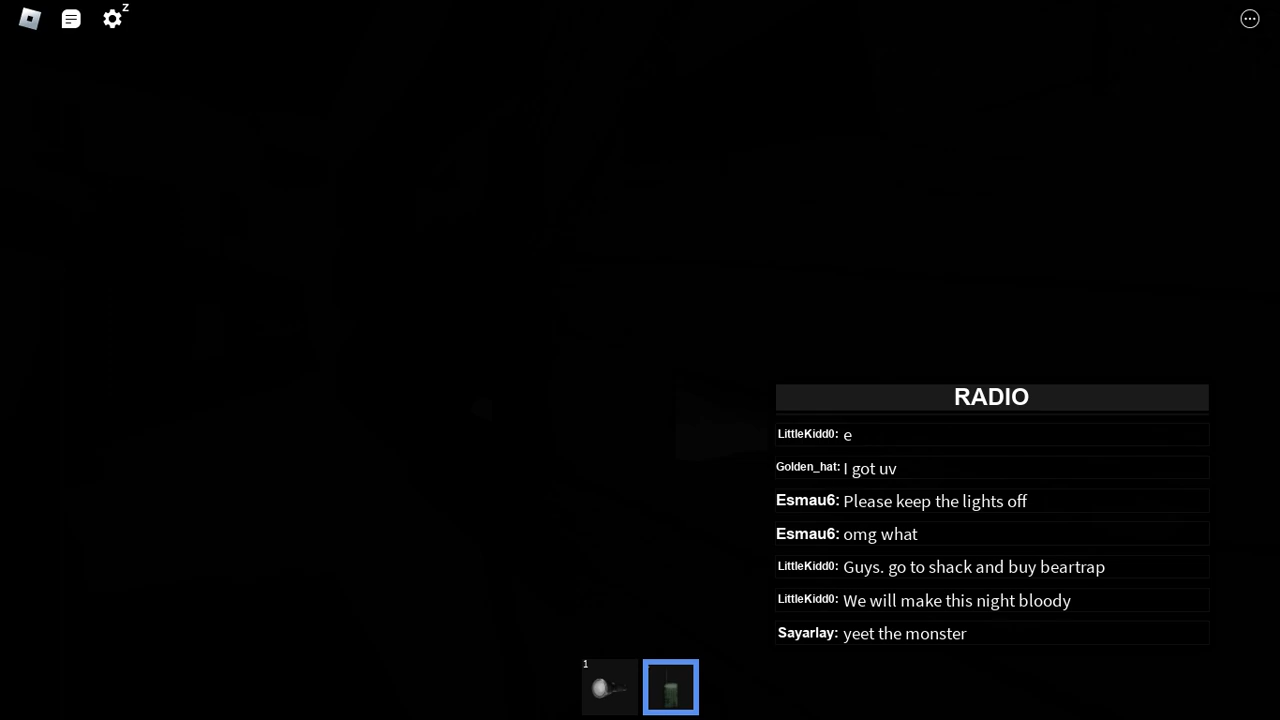 Z
RADIO
LittleKidd0: e
Golden_hat: I got uv
Esmau6: Please keep the lights off
Esmau6: omg what
LittleKidd0: Guys. go to shack and buy beartrap
LittleKidd0: We will make this night bloody
Sayarlay: yeet the monster
1